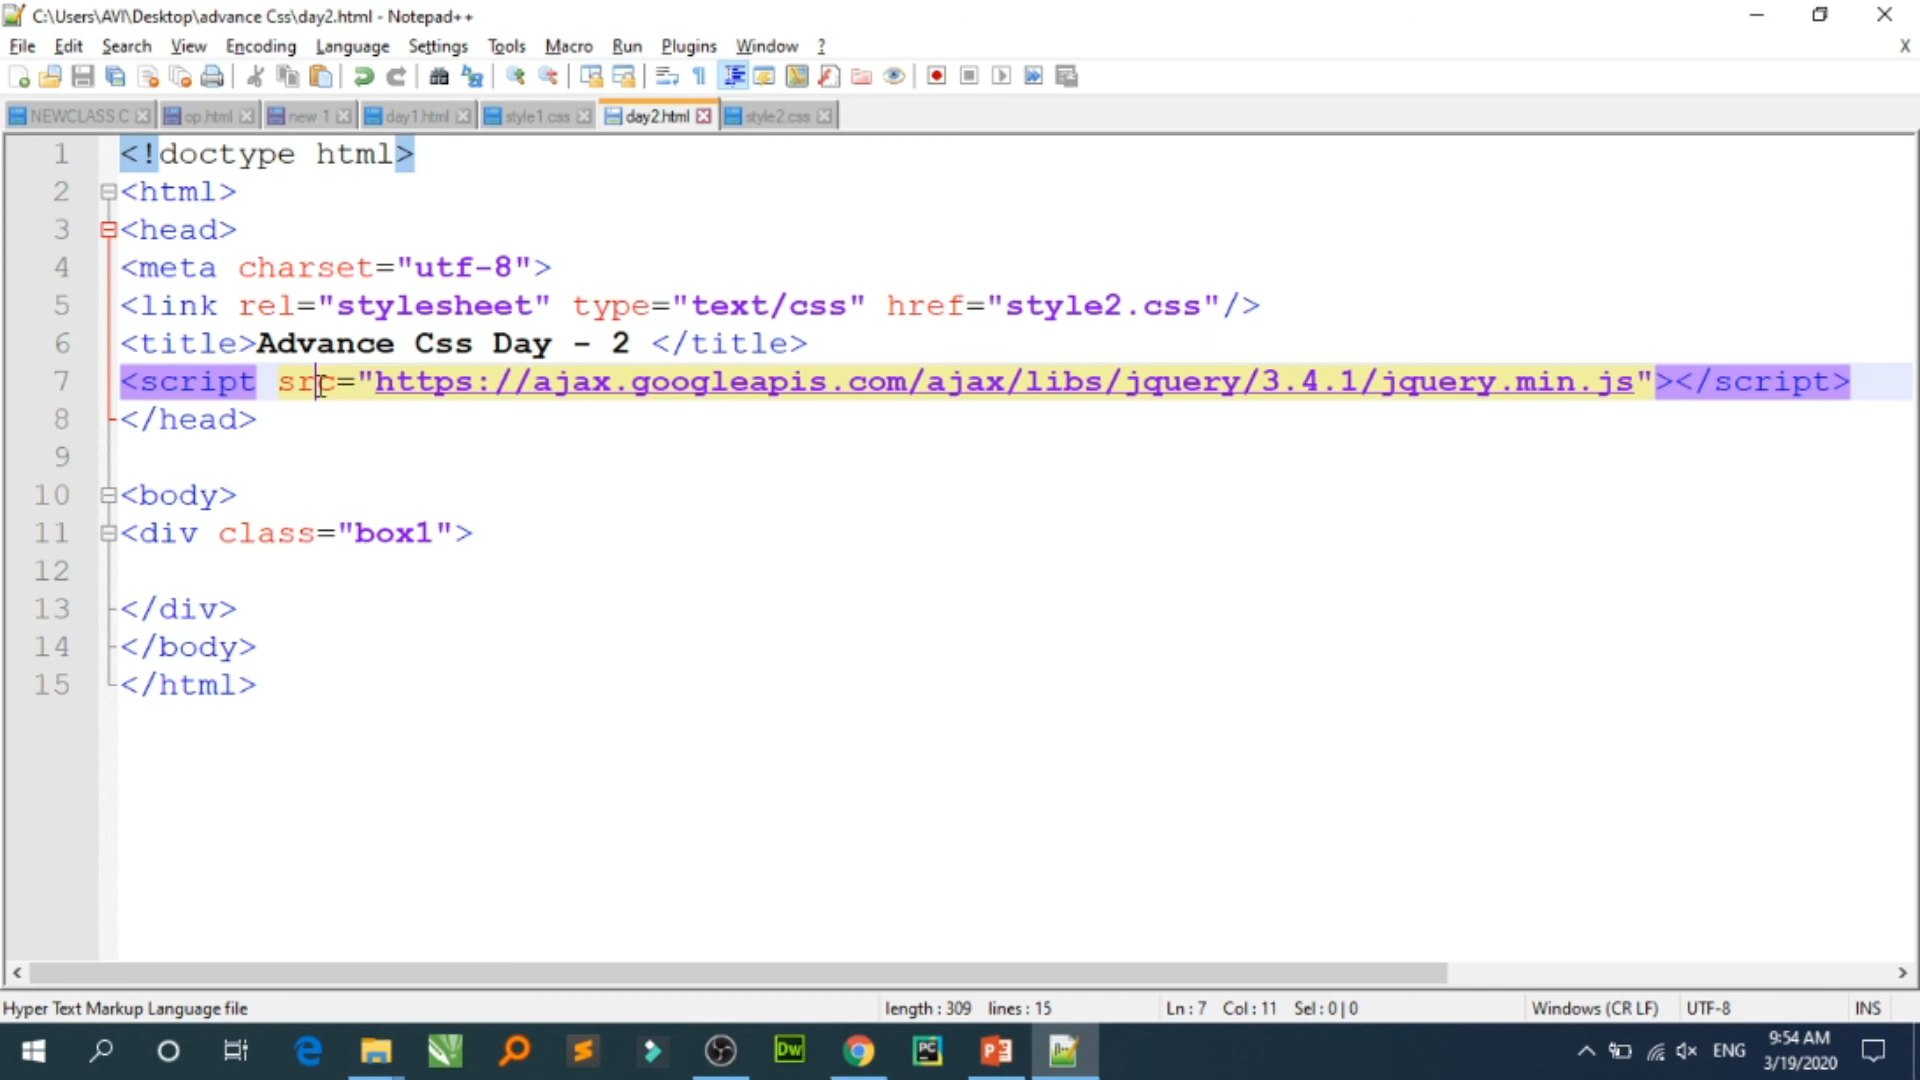 C:\Users\AVI\Desktop\advance Css\day2.html - Notepad++
File Edit Search View Encoding Language Settings Tools Macro Run Plugins Window ? X
NEWCLASS.C op.html new 1 day1.html style1.css day2.html style2.css
1 <!doctype html>
2 <html>
3 <head>
4 <meta charset="utf-8">
5 <link rel="stylesheet" type="text/css" href="style2.css"/>
6 <title>Advance Css Day - 2 </title>
7 <script src="https://ajax.googleapis.com/ajax/libs/jquery/3.4.1/jquery.min.js"></script>
8 </head>
9
10 <body>
11 <div class="box1">
12
13 </div>
14 </body>
15 </html>
Hyper Text Markup Language file length : 309 lines : 15 Ln : 7 Col : 11 Sel : 0 | 0 Windows (CR LF) UTF-8 INS
Dw PC ENG 9:54 AM
3/19/2020